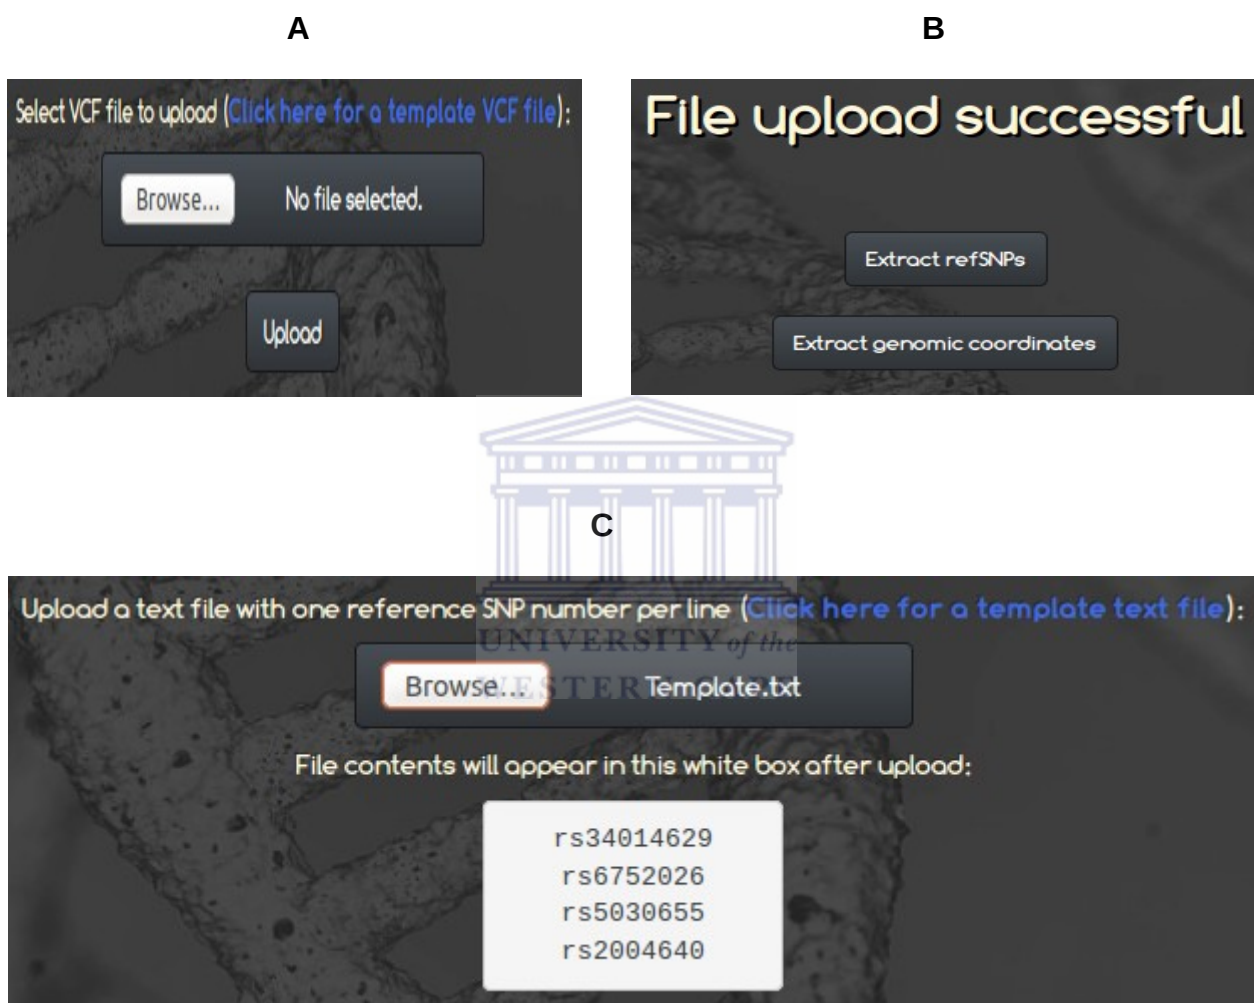 A
B
Select VCF file to upload (Click here for a template VCF file):
Browse...
No file selected.
Upload
File upload successful
Extract refSNPs
Extract genomic coordinates
C
Upload a text file with one reference SNP number per line (Click here for a template text file):
UNIVERSITY of the
Browse...
Template.txt
WESTERN CAPE
File contents will appear in this white box after upload:
rs34014629
rs6752026
rs5030655
rs2004640